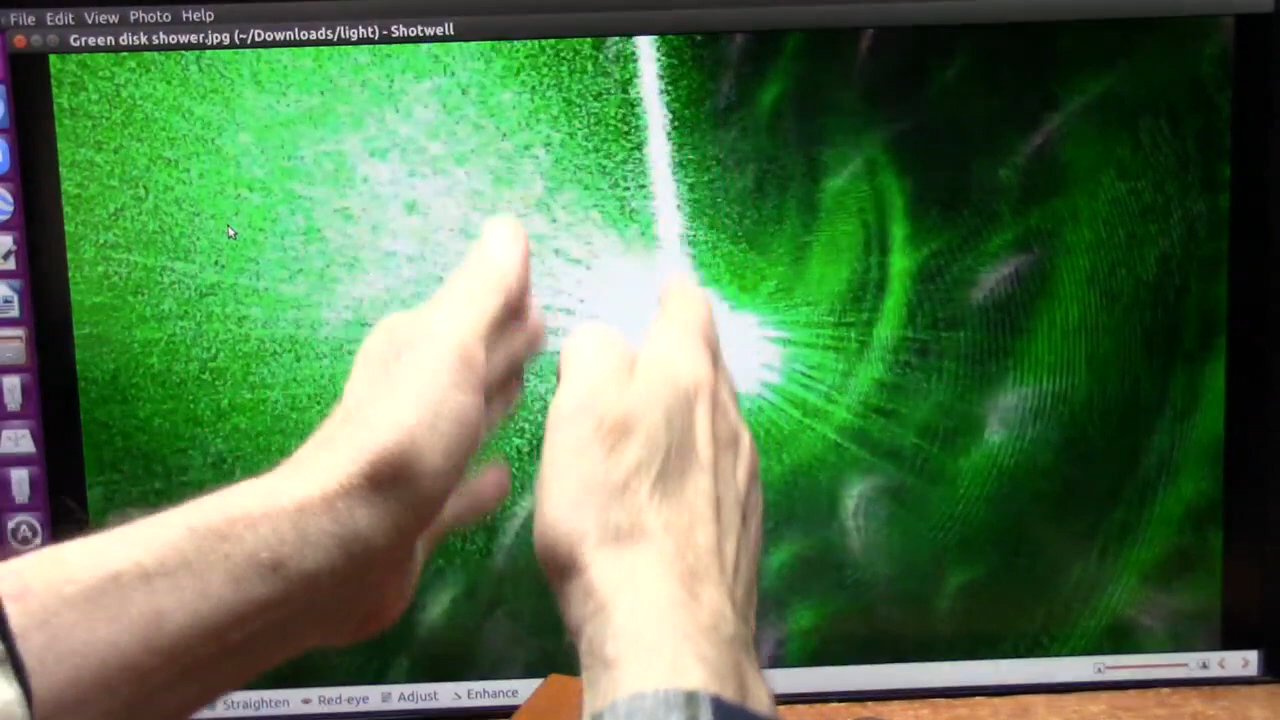 File Edit View Photo Help
Green disk shower.jpg (~/Downloads/light) - Shotwell
Straighten Red-eye Adjust Enhance